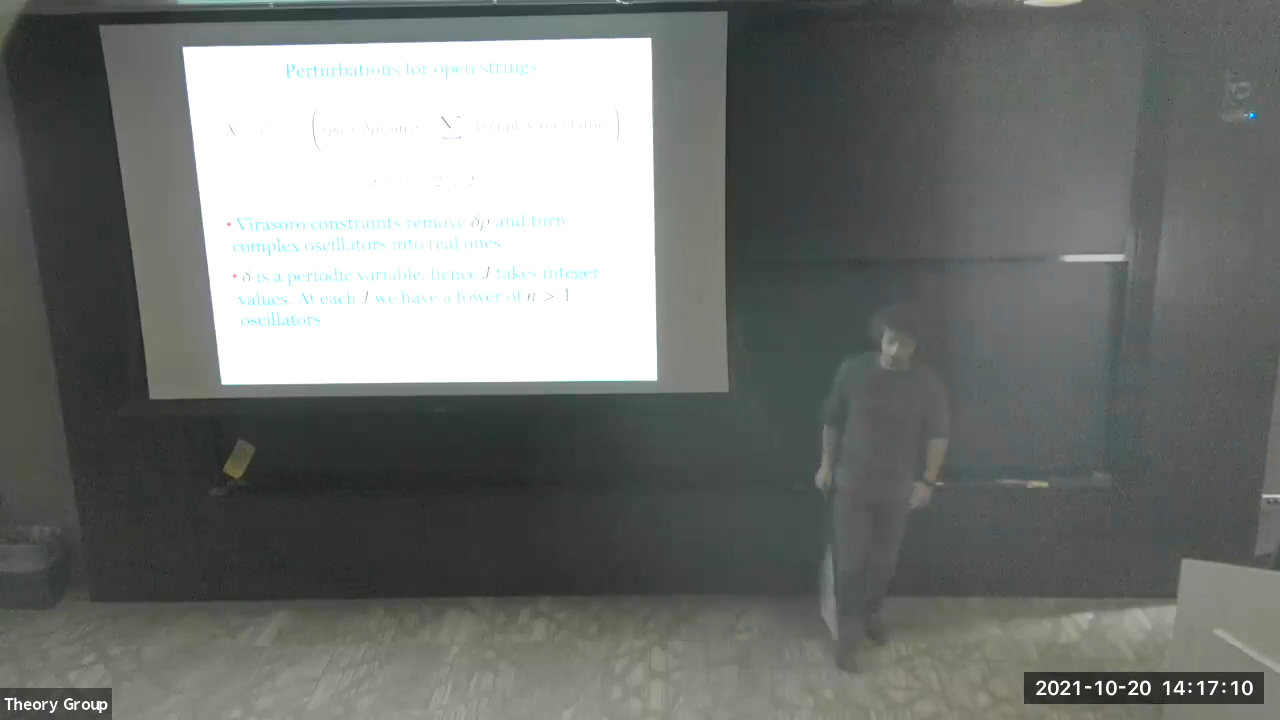 Perturbations for open strings
complex oscillators
• Virasoro constraints remove δρ and turn
complex oscillators into real ones
• δ is a periodic variable, hence J takes integer
values. At each J we have a tower of n > 1
oscillators
Theory Group
2021-10-20 14:17:10